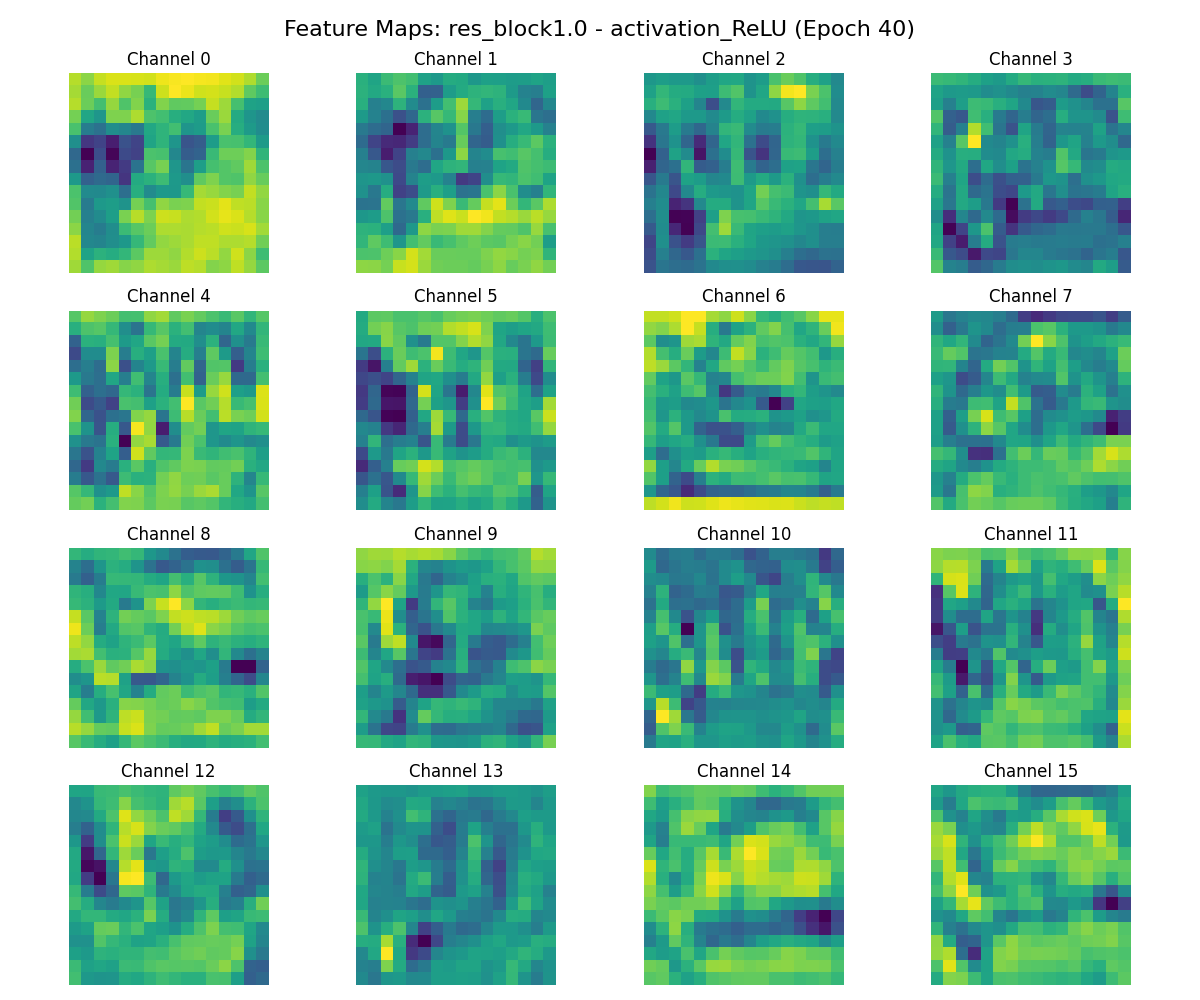 Feature Maps: res_block1.0 - activation_ReLU (Epoch 40)
Channel 0
Channel 1
Channel 2
Channel 3
Channel 4
Channel 5
Channel 6
Channel 7
Channel 8
Channel 9
Channel 10
Channel 11
Channel 12
Channel 13
Channel 14
Channel 15